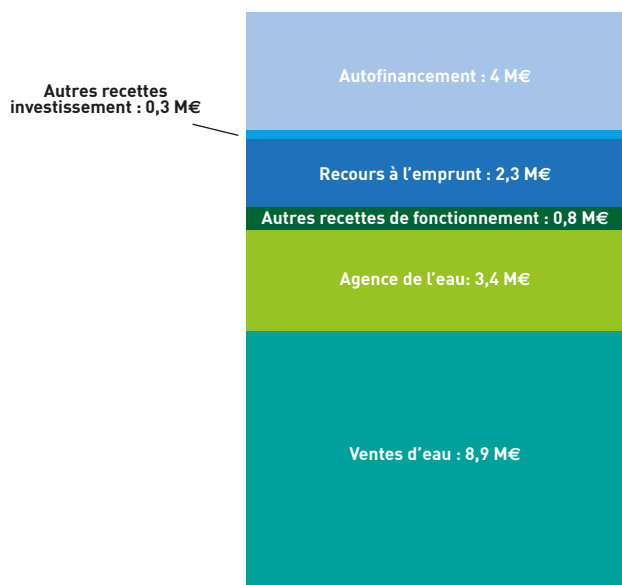 Autofinancement : 4 M€
Autres recettes
investissement : 0,3 M€
Recours à l’emprunt : 2,3 M€
Autres recettes de fonctionnement : 0,8 M€
Agence de l’eau: 3,4 M€
Ventes d’eau : 8,9 M€